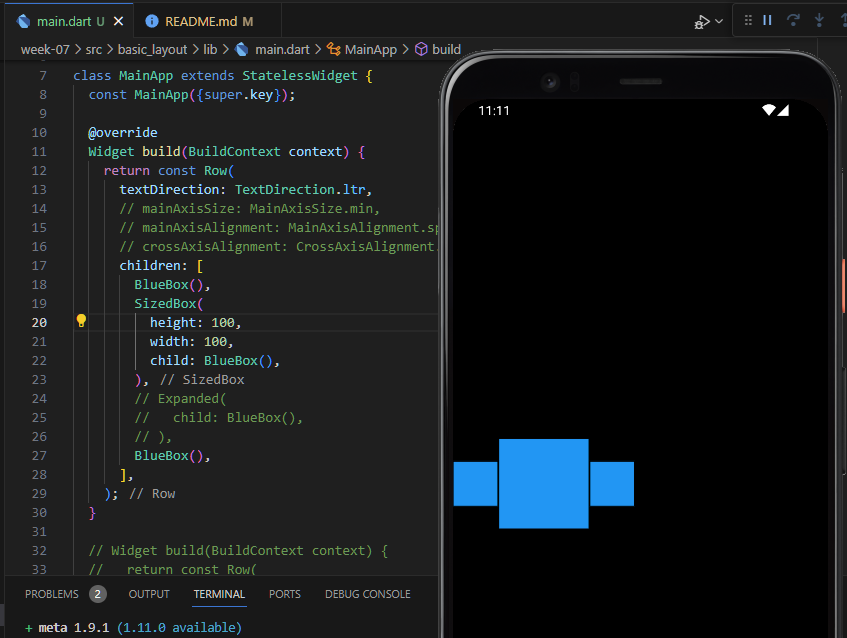 main.dart U
README.md M
week-07 > src > basic_layout > lib > main.dart > MainApp > build
7 class MainApp extends StatelessWidget {
8 const MainApp({super.key});
9
10 @override
11 Widget build(BuildContext context) {
12 return const Row(
13 textDirection: TextDirection.ltr,
14 // mainAxisSize: MainAxisSize.min,
15 // mainAxisAlignment: MainAxisAlignment.sp
16 // crossAxisAlignment: CrossAxisAlignment.
17 children: [
18 BlueBox(),
19 SizedBox(
20 height: 100,
21 width: 100,
22 child: BlueBox(),
23 ), // SizedBox
24 // Expanded(
25 //   child: BlueBox(),
26 // ),
27 BlueBox(),
28 ],
29 ); // Row
30 }
31
32 // Widget build(BuildContext context) {
33 //   return const Row(
PROBLEMS 2 OUTPUT TERMINAL PORTS DEBUG CONSOLE
+ meta 1.9.1 (1.11.0 available)
11:11